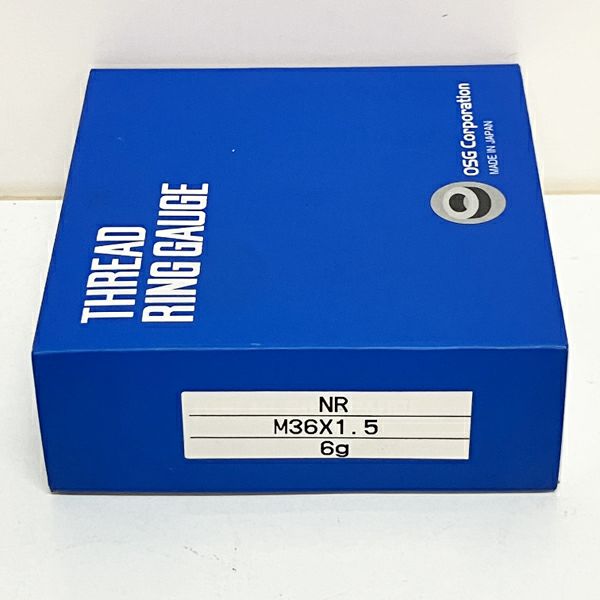 THREAD
RING GAUGE
OSG Corporation
MADE IN JAPAN
NR
M36X1.5
6g